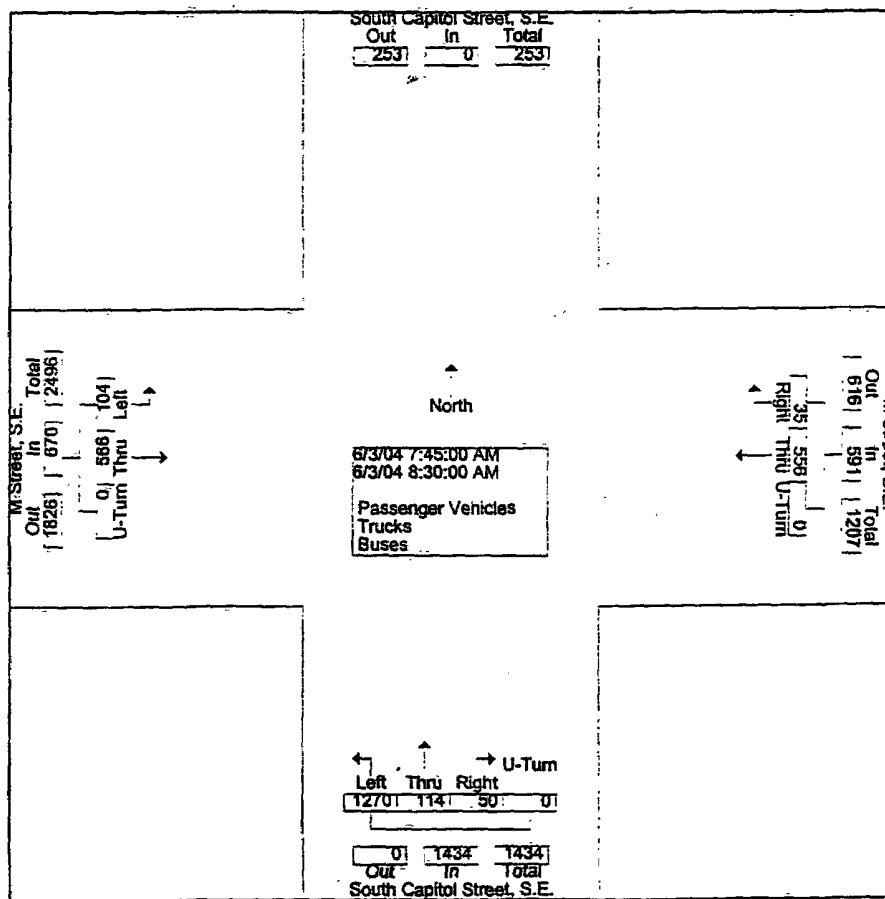 South Capitol Street, S.E.
Out In Total
253 0 253
M Street, S.E.
Out In Total
1826 670 2496
U-Turn Thru Left
0 566 104
North
6/3/04 7:45:00 AM
6/3/04 8:30:00 AM
Passenger Vehicles
Trucks
Buses
Right Thru U-Turn
35 556 0
Out In Total
616 591 1207
Left Thru Right U-Turn
1270 114 50 0
0 1434 1434
Out In Total
South Capitol Street, S.E.